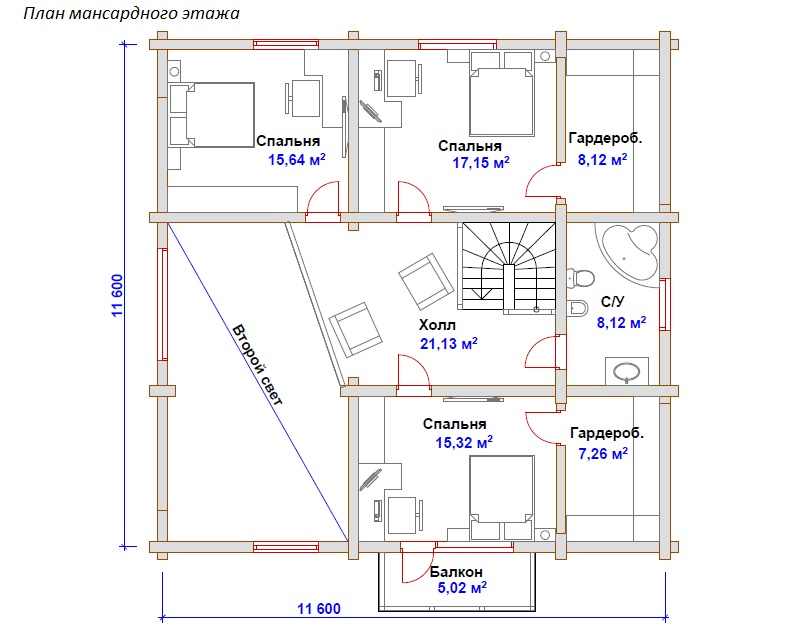 План мансардного этажа
Спальня
15,64 м²
Спальня
17,15 м²
Гардероб.
8,12 м²
11 600
Второй свет
Холл
21,13 м²
С/У
8,12 м²
Спальня
15,32 м²
Гардероб.
7,26 м²
Балкон
5,02 м²
11 600